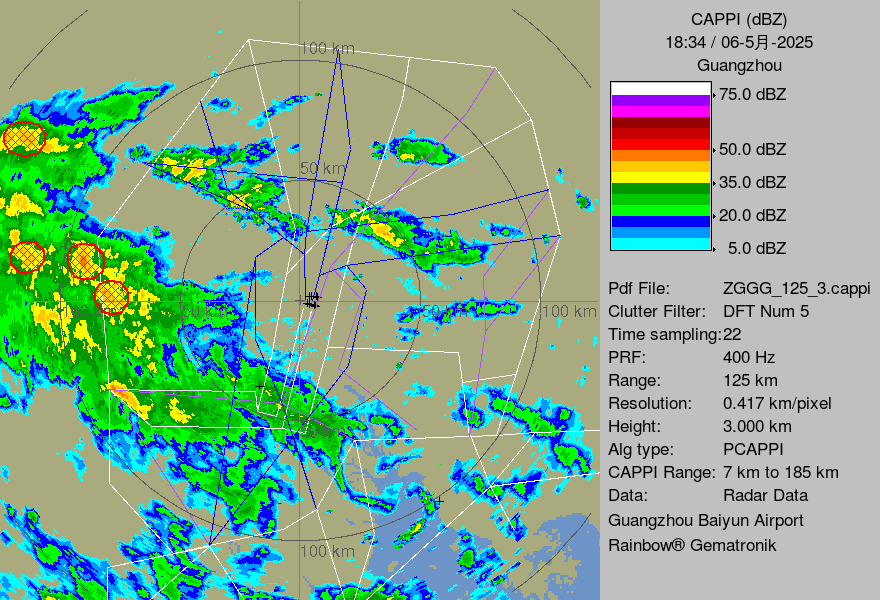 CAPPI (dBZ)
18:34 / 06-5月-2025
Guangzhou
75.0 dBZ
50.0 dBZ
35.0 dBZ
20.0 dBZ
5.0 dBZ
Pdf File: ZGGG_125_3.cappi
Clutter Filter: DFT Num 5
Time sampling:22
PRF: 400 Hz
Range: 125 km
Resolution: 0.417 km/pixel
Height: 3.000 km
Alg type: PCAPPI
CAPPI Range: 7 km to 185 km
Data: Radar Data
Guangzhou Baiyun Airport
Rainbow® Gematronik
100 km
50 km
50 km
50 km
100 km
100 km